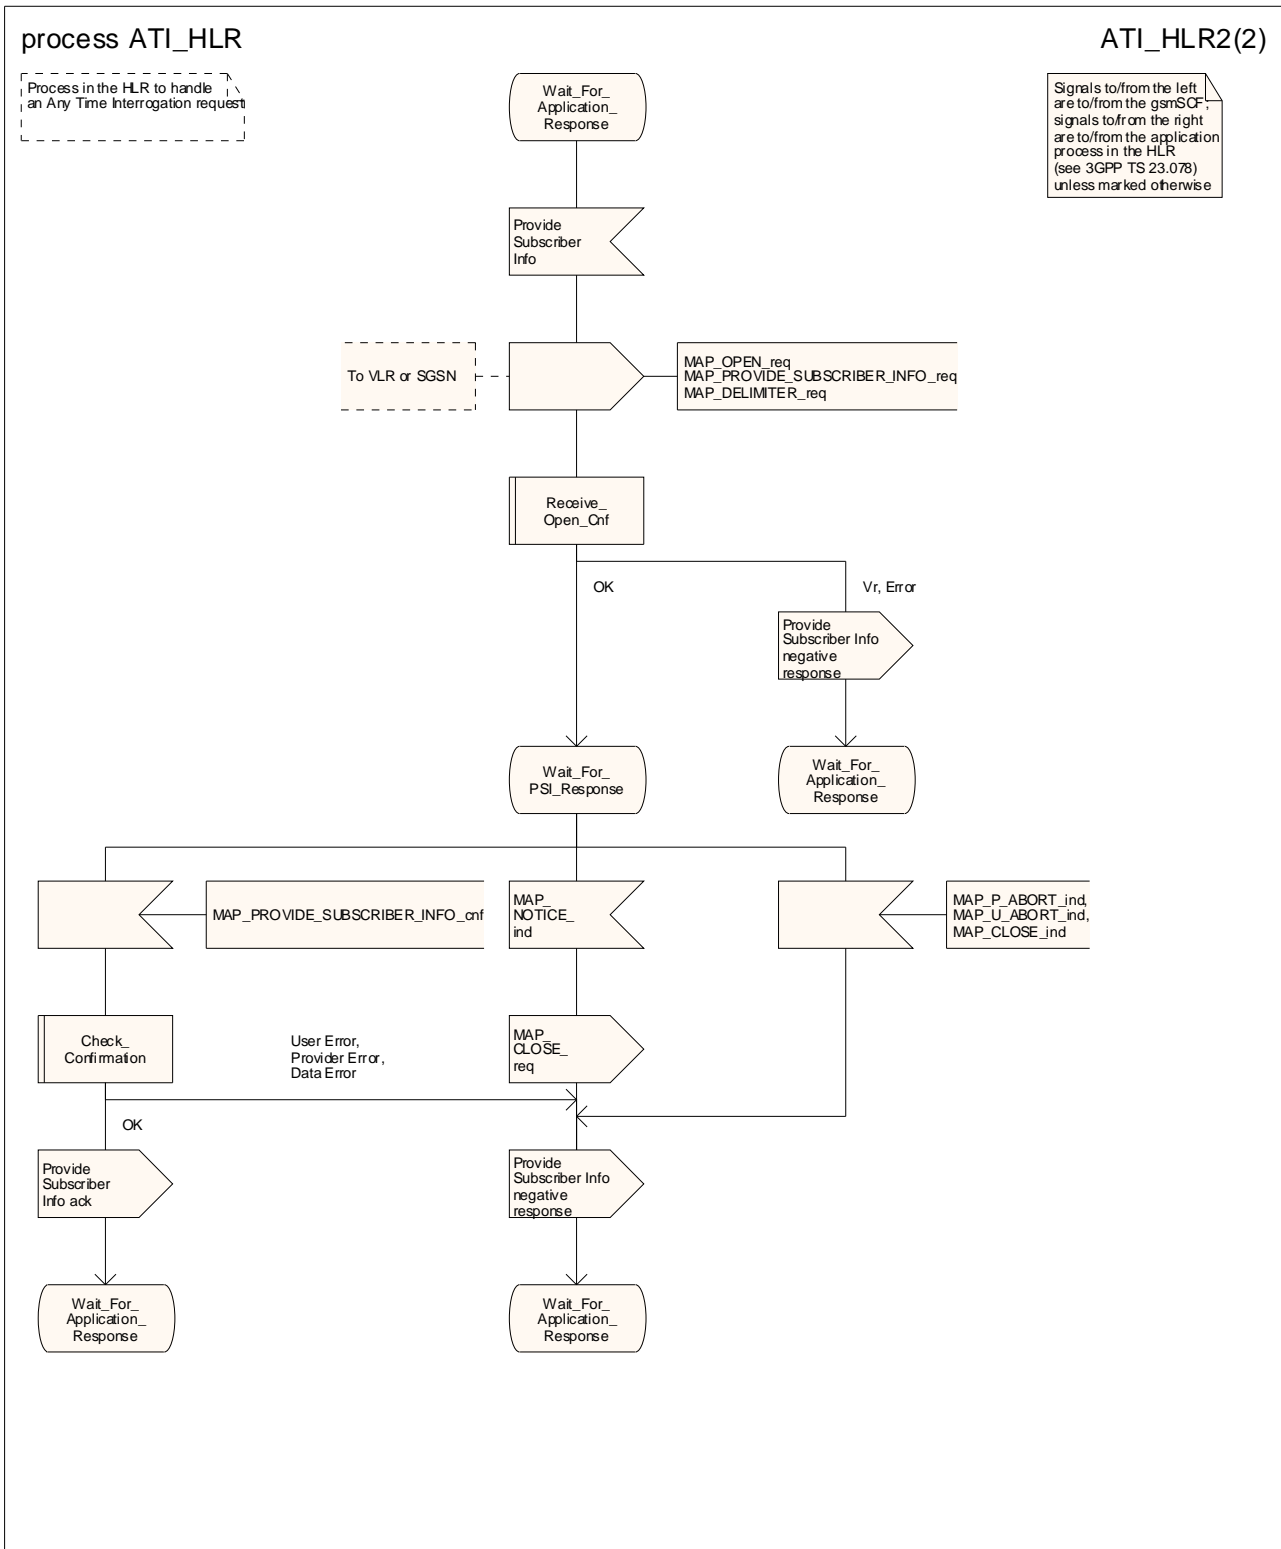 process ATI_HLR
ATI_HLR2(2)
Process in the HLR to handle
an Any Time Interrogation request
Wait_For_
Application_
Response
Signals to/from the left
are to/from the gsmSCF;
signals to/from the right
are to/from the application
process in the HLR
(see 3GPP TS 23.078)
unless marked otherwise
Provide
Subscriber
Info
To VLR or SGSN
MAP_OPEN_req
MAP_PROVIDE_SUBSCRIBER_INFO_req
MAP_DELIMITER_req
Receive_
Open_Cnf
OK
Vr, Error
Provide
Subscriber Info
negative
response
Wait_For_
PSI_Response
Wait_For_
Application_
Response
MAP_PROVIDE_SUBSCRIBER_INFO_cnf
MAP_
NOTICE_
ind
MAP_P_ABORT_ind,
MAP_U_ABORT_ind,
MAP_CLOSE_ind
Check_
Confirmation
User Error,
Provider Error,
Data Error
MAP_
CLOSE_
req
OK
Provide
Subscriber
Info ack
Provide
Subscriber Info
negative
response
Wait_For_
Application_
Response
Wait_For_
Application_
Response